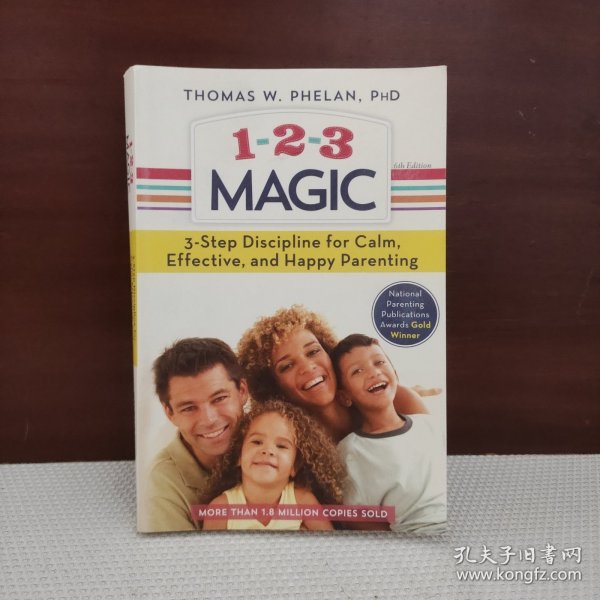 THOMAS W. PHELAN, PHD
1-2-3
6th Edition
MAGIC
3-Step Discipline for Calm,
Effective, and Happy Parenting
National
Parenting
Publications
Awards Gold
Winner
MORE THAN 1.8 MILLION COPIES SOLD
孔夫子旧书网
www.kongfz.com